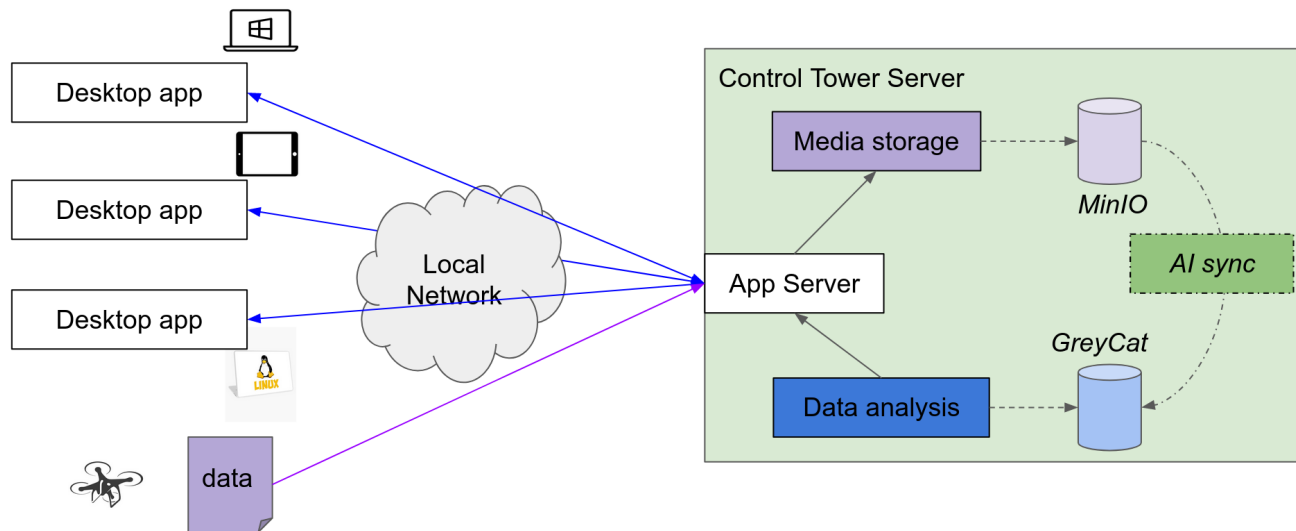 Desktop app
Control Tower Server
Media storage
Desktop app
MinIO
Local
Network
AI sync
App Server
Desktop app
GreyCat
LINUX
Data analysis
data